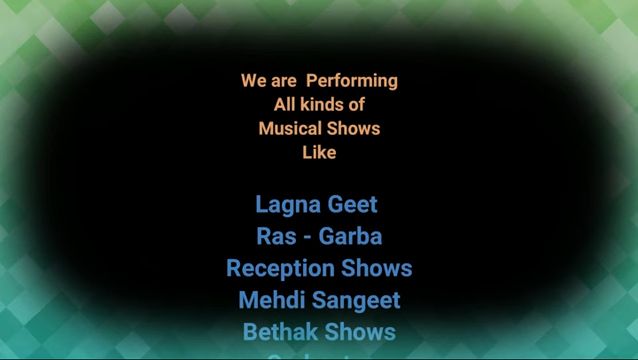 We are Performing
All kinds of
Musical Shows
Like
Lagna Geet
Ras - Garba
Reception Shows
Mehdi Sangeet
Bethak Shows